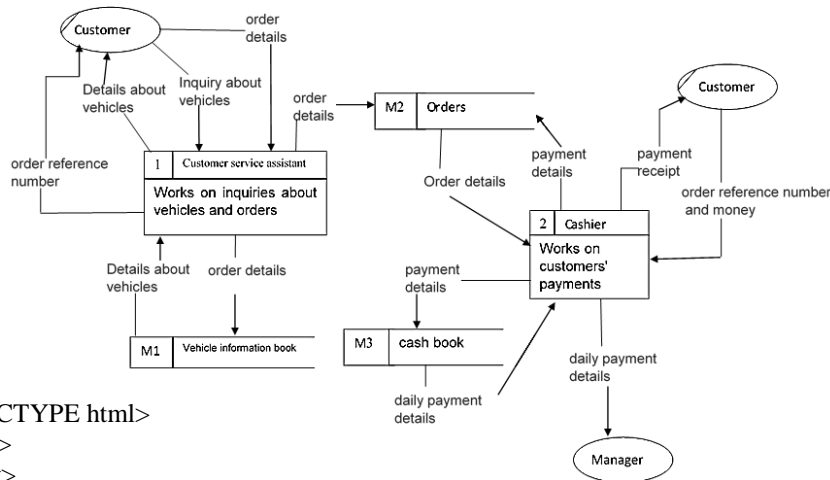 Customer
order
details
Details about
vehicles
Inquiry about
vehicles
order
details
order reference
number
1 Customer service assistant
Works on inquiries about
vehicles and orders
Details about
vehicles
order details
M1 Vehicle information book
M2 Orders
Order details
payment
details
payment
receipt
Customer
order reference number
and money
2 Cashier
Works on
customers'
payments
payment
details
M3 cash book
daily payment
details
daily payment
details
Manager
CTYPE html>
>
>